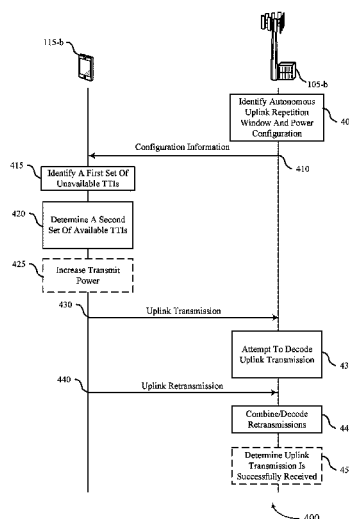 115-b
105-b
Identify Autonomous
Uplink Repetition
Window And Power
Configuration
40
Configuration Information
410
415
Identify A First Set Of
Unavailable TTIs
420
Determine A Second
Set Of Available TTIs
425
Increase Transmit
Power
430
Uplink Transmission
Attempt To Decode
Uplink Transmission
43
440
Uplink Retransmission
Combine/Decode
Retransmissions
44
Determine Uplink
Transmission Is
Successfully Received
45
400